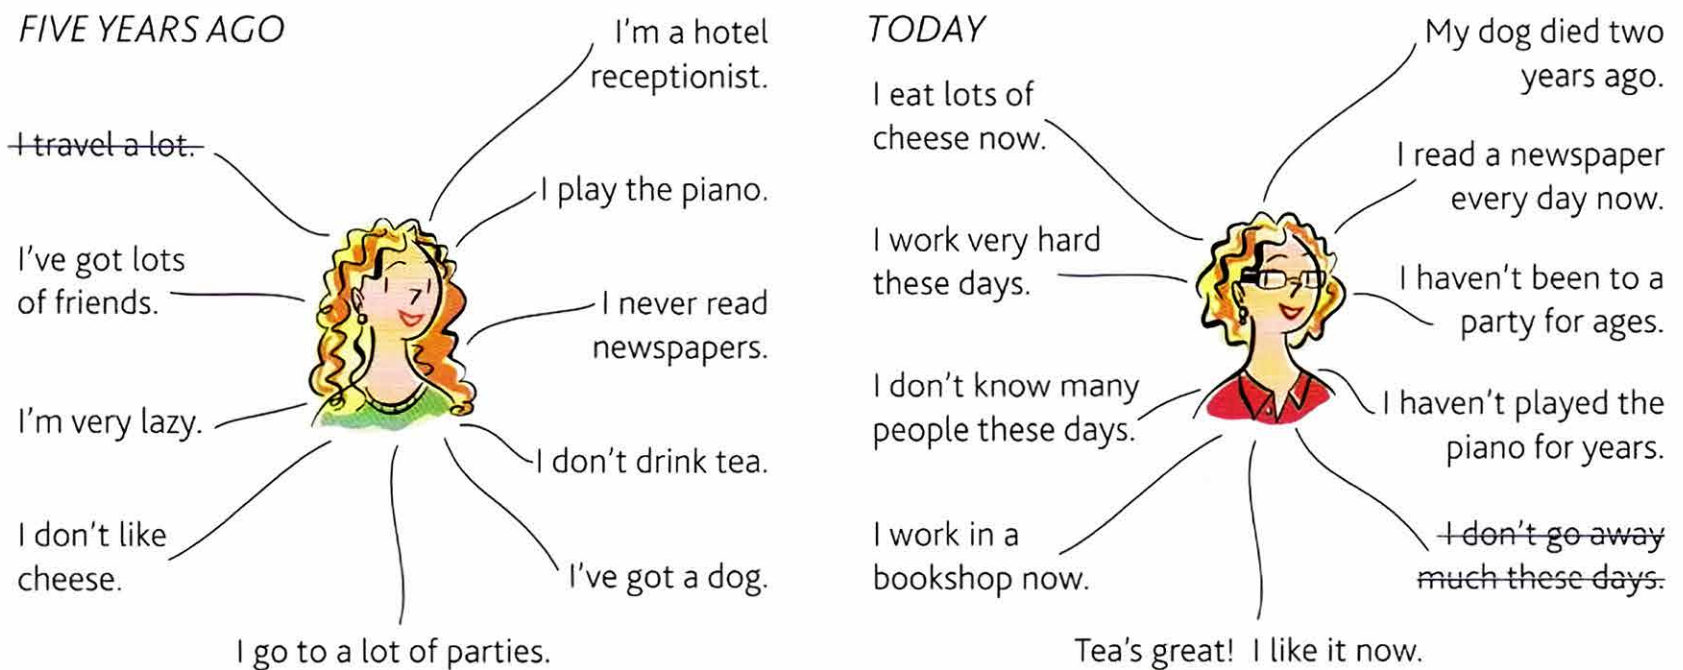 FIVE YEARS AGO
I'm a hotel
receptionist.
I travel a lot.
I play the piano.
I've got lots
of friends.
I never read
newspapers.
I'm very lazy.
I don't drink tea.
I don't like
cheese.
I've got a dog.
I go to a lot of parties.
TODAY
My dog died two
years ago.
I eat lots of
cheese now.
I read a newspaper
every day now.
I work very hard
these days.
I haven't been to a
party for ages.
I don't know many
people these days.
I haven't played the
piano for years.
I work in a
bookshop now.
I don't go away
much these days.
Tea's great! I like it now.